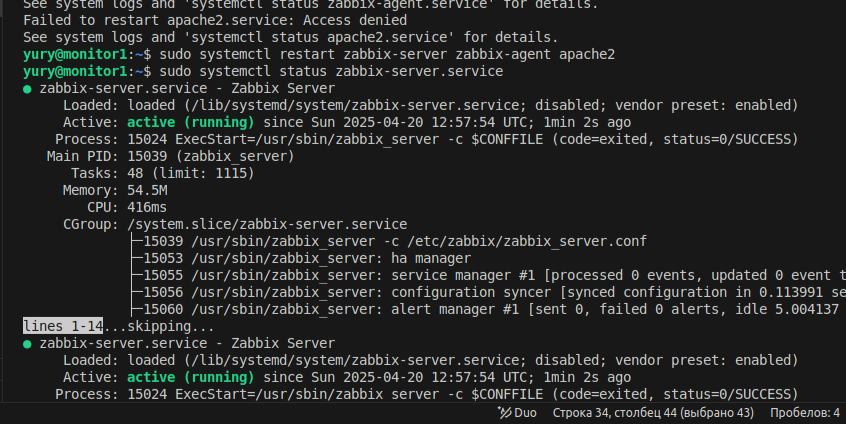 See system logs and 'systemctl status zabbix-agent.service' for details.
Failed to restart apache2.service: Access denied
See system logs and 'systemctl status apache2.service' for details.
yury@monitor1:~$ sudo systemctl restart zabbix-server zabbix-agent apache2
yury@monitor1:~$ sudo systemctl status zabbix-server.service
● zabbix-server.service - Zabbix Server
     Loaded: loaded (/lib/systemd/system/zabbix-server.service; disabled; vendor preset: enabled)
     Active: active (running) since Sun 2025-04-20 12:57:54 UTC; 1min 2s ago
    Process: 15024 ExecStart=/usr/sbin/zabbix_server -c $CONFFILE (code=exited, status=0/SUCCESS)
   Main PID: 15039 (zabbix_server)
      Tasks: 48 (limit: 1115)
     Memory: 54.5M
        CPU: 416ms
     CGroup: /system.slice/zabbix-server.service
             ├─15039 /usr/sbin/zabbix_server -c /etc/zabbix/zabbix_server.conf
             ├─15053 /usr/sbin/zabbix_server: ha manager
             ├─15055 /usr/sbin/zabbix_server: service manager #1 [processed 0 events, updated 0 event t
             ├─15056 /usr/sbin/zabbix_server: configuration syncer [synced configuration in 0.113991 se
             ├─15060 /usr/sbin/zabbix_server: alert manager #1 [sent 0, failed 0 alerts, idle 5.004137
lines 1-14...skipping...
● zabbix-server.service - Zabbix Server
     Loaded: loaded (/lib/systemd/system/zabbix-server.service; disabled; vendor preset: enabled)
     Active: active (running) since Sun 2025-04-20 12:57:54 UTC; 1min 2s ago
    Process: 15024 ExecStart=/usr/sbin/zabbix_server -c $CONFFILE (code=exited, status=0/SUCCESS)
Duo Строка 34, столбец 44 (выбрано 43) Пробелов: 4